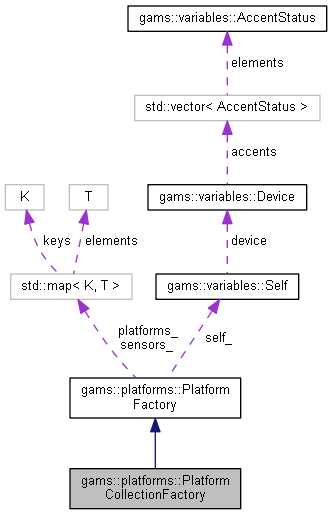 gams::variables::AccentStatus
elements
std::vector< AccentStatus >
accents
K
T
gams::variables::Device
keys
elements
device
std::map< K, T >
gams::variables::Self
platforms_
sensors_
self_
gams::platforms::Platform
Factory
gams::platforms::Platform
CollectionFactory